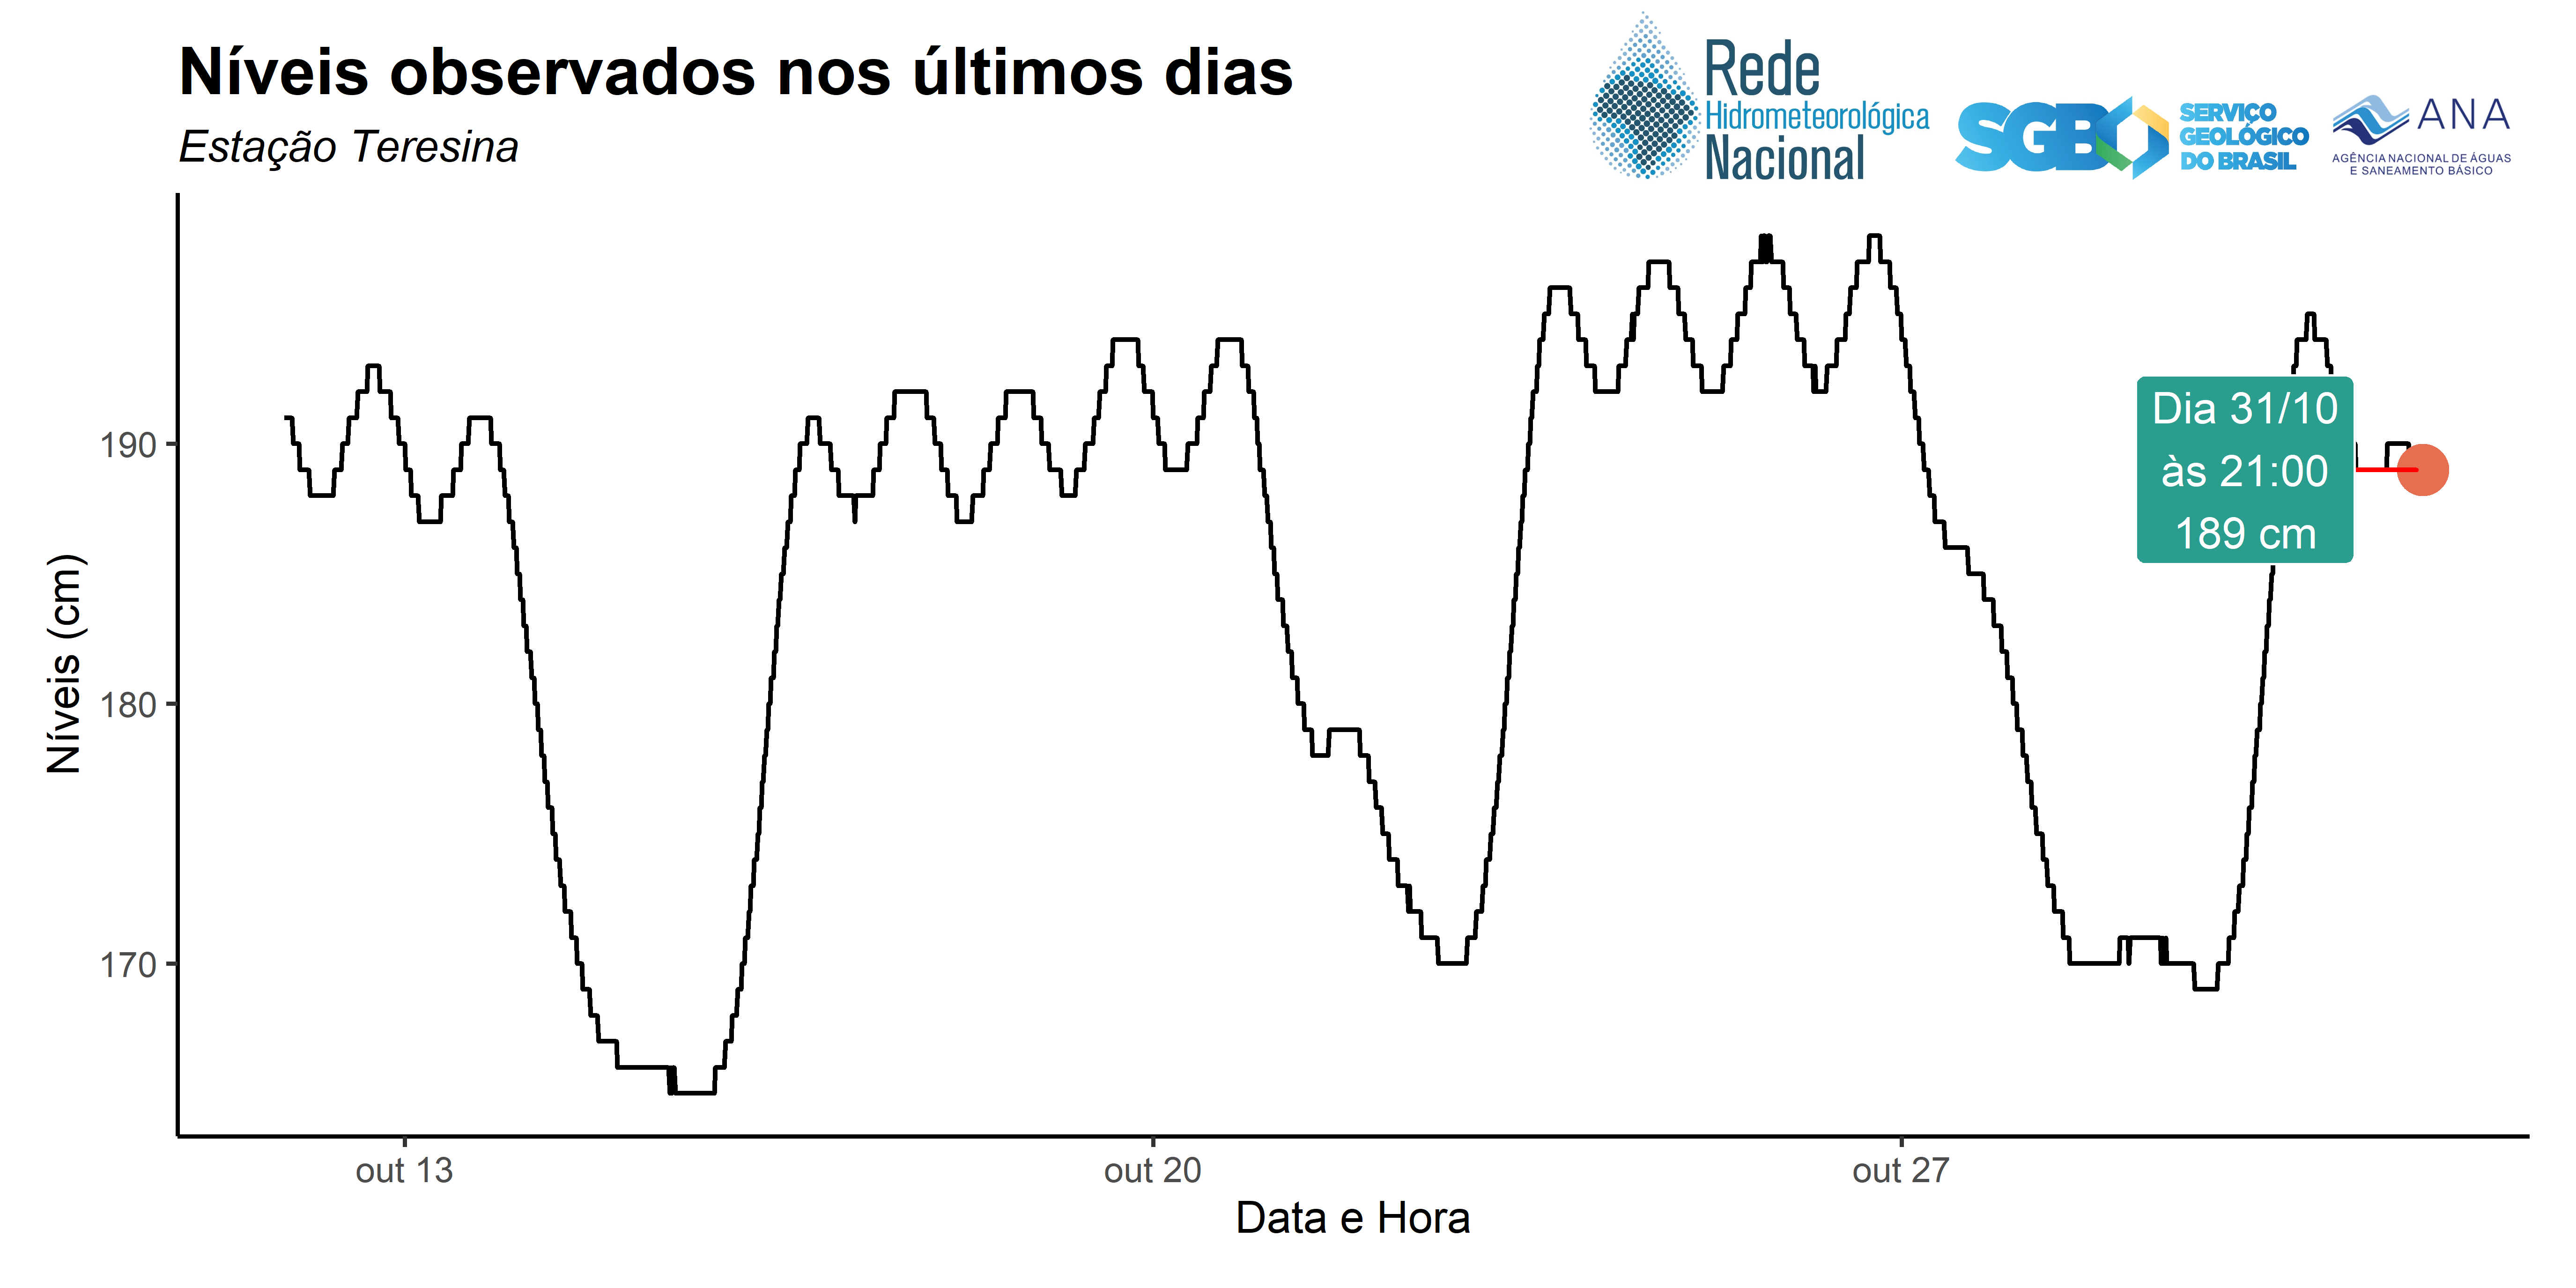 Níveis observados nos últimos dias
Estação Teresina
Rede
Hidrometeorológica
Nacional
SGB
SERVIÇO
GEOLÓGICO
DO BRASIL
ANA
AGÊNCIA NACIONAL DE ÁGUAS
E SANEAMENTO BÁSICO
Níveis (cm)
190
180
170
Dia 31/10
às 21:00
189 cm
out 13
out 20
out 27
Data e Hora